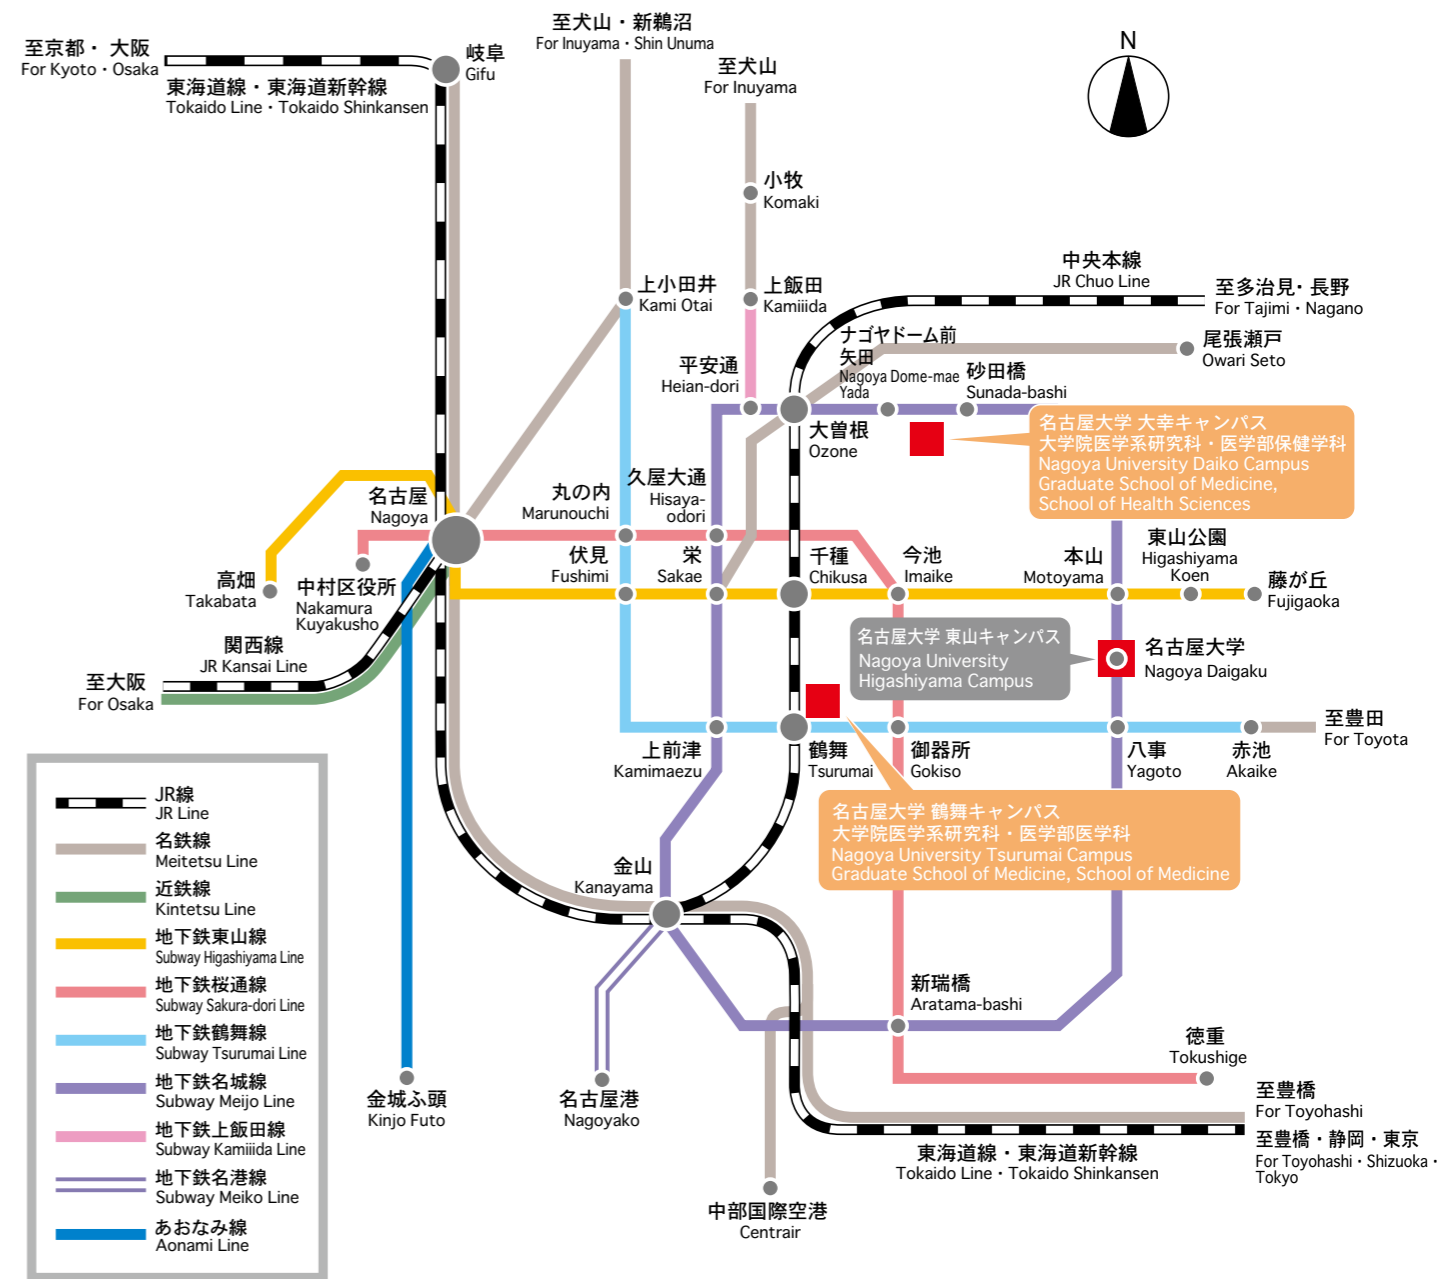 至京都・ 大阪
For Kyoto・Osaka
東海道線・東海道新幹線
Tokaido Line・Tokaido Shinkansen
岐阜
Gifu
至犬山・新鵜沼
For Inuyama・Shin Unuma
至犬山
For Inuyama
N
小牧
Komaki
上小田井
Kami Otai
上飯田
Kamiiida
中央本線
JR Chuo Line
至多治見・長野
For Tajimi・Nagano
尾張瀬戸
Owari Seto
ナゴヤドーム前
矢田
Nagoya Dome-mae
Yada
砂田橋
Sunada-bashi
平安通
Heian-dori
大曽根
Ozone
名古屋大学 大幸キャンパス
大学院医学系研究科・医学部保健学科
Nagoya University Daiko Campus
Graduate School of Medicine,
School of Health Sciences
名古屋
Nagoya
丸の内
Marunouchi
久屋大通
Hisaya-
odori
高畑
Takabata
中村区役所
Nakamura
Kuyakusho
伏見
Fushimi
栄
Sakae
千種
Chikusa
今池
Imaike
本山
Motoyama
東山公園
Higashiyama
Koen
藤が丘
Fujigaoka
関西線
JR Kansai Line
至大阪
For Osaka
名古屋大学 東山キャンパス
Nagoya University
Higashiyama Campus
名古屋大学
Nagoya Daigaku
上前津
Kamimaezu
鶴舞
Tsurumai
御器所
Gokiso
八事
Yagoto
赤池
Akaike
至豊田
For Toyota
名古屋大学 鶴舞キャンパス
大学院医学系研究科・医学部医学科
Nagoya University Tsurumai Campus
Graduate School of Medicine, School of Medicine
金山
Kanayama
新瑞橋
Aratama-bashi
徳重
Tokushige
金城ふ頭
Kinjo Futo
名古屋港
Nagoyako
中部国際空港
Centrair
東海道線・東海道新幹線
Tokaido Line・Tokaido Shinkansen
至豊橋
For Toyohashi
至豊橋・静岡・東京
For Toyohashi・Shizuoka・
Tokyo
JR線
JR Line
名鉄線
Meitetsu Line
近鉄線
Kintetsu Line
地下鉄東山線
Subway Higashiyama Line
地下鉄桜通線
Subway Sakura-dori Line
地下鉄鶴舞線
Subway Tsurumai Line
地下鉄名城線
Subway Meijo Line
地下鉄上飯田線
Subway Kamiiida Line
地下鉄名港線
Subway Meiko Line
あおなみ線
Aonami Line